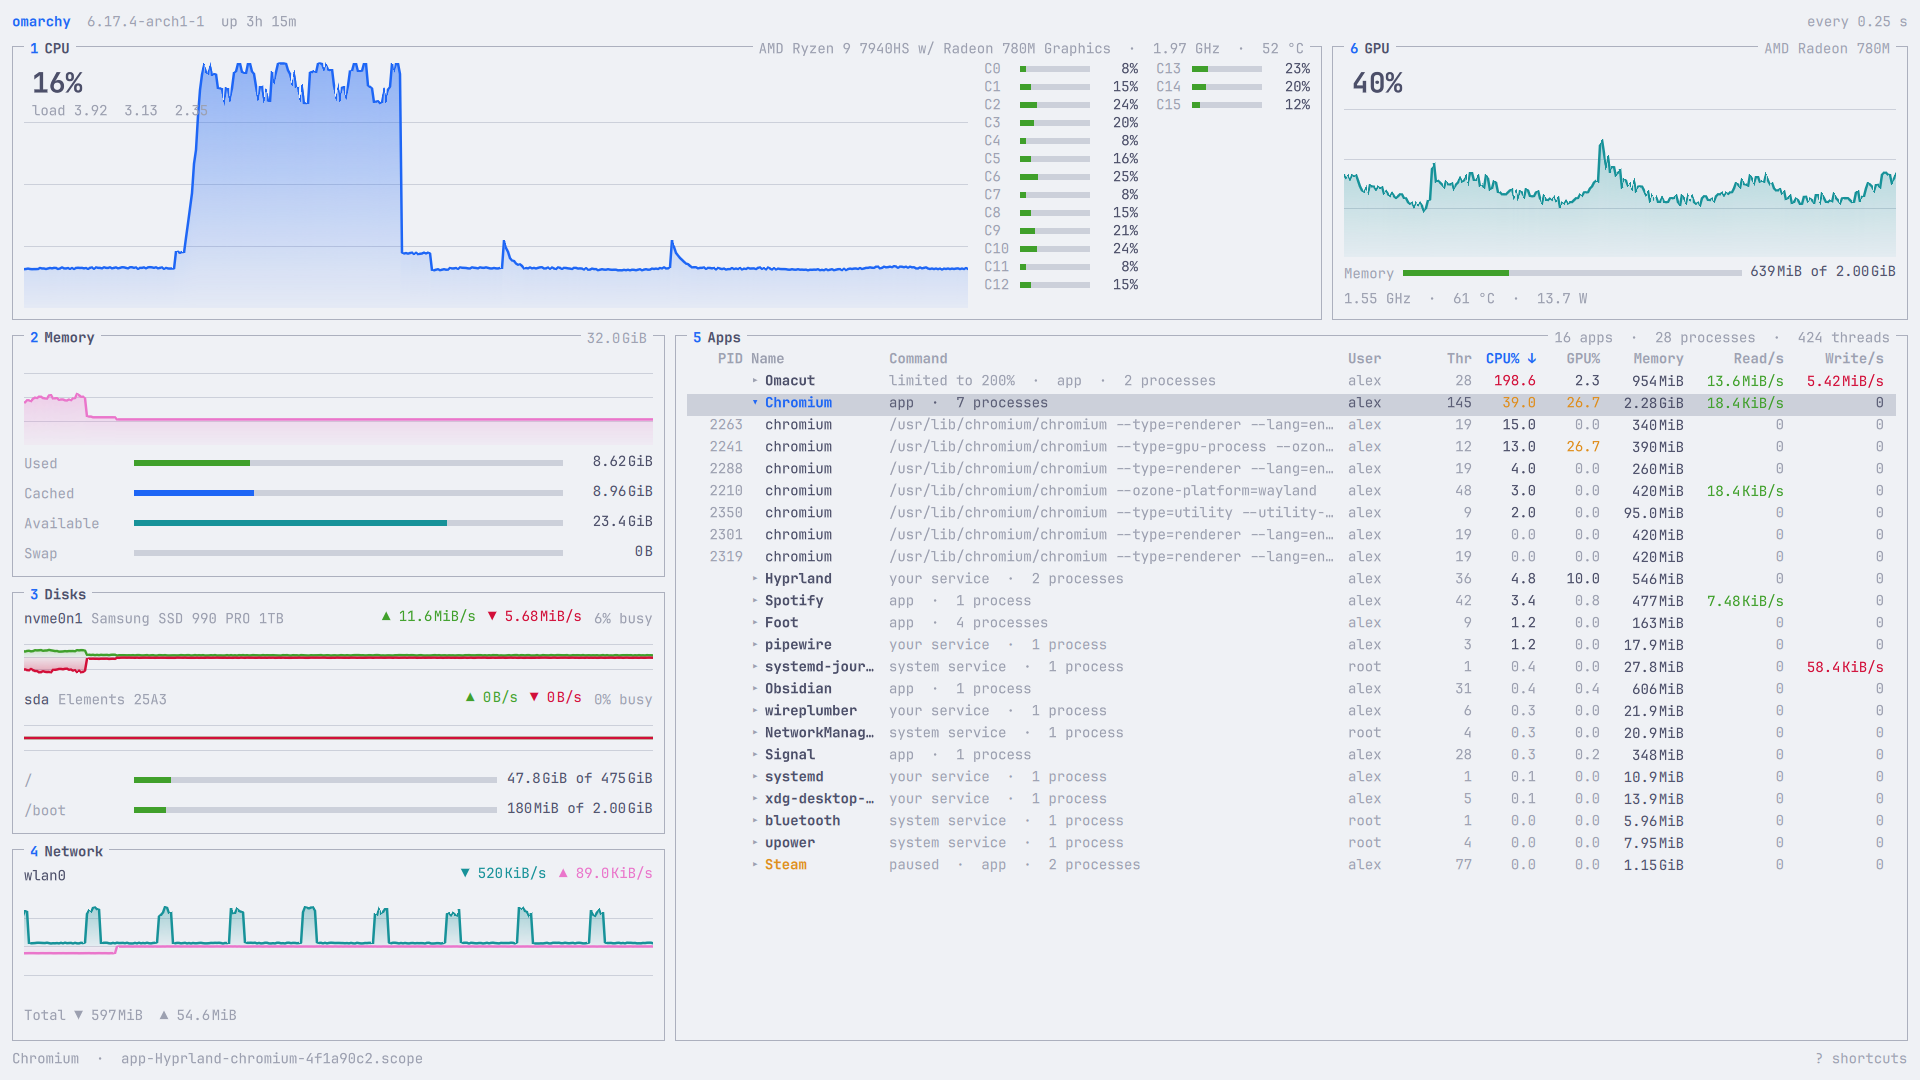 omarchy 6.17.4-arch1-1 up 3h 15m every 0.25 s
1 CPU AMD Ryzen 9 7940HS w/ Radeon 780M Graphics · 1.97 GHz · 52 °C
16%
load 3.92 3.13 2.35
C0 8% C13 23%
C1 15% C14 20%
C2 24% C15 12%
C3 20%
C4 8%
C5 16%
C6 25%
C7 8%
C8 15%
C9 21%
C10 24%
C11 8%
C12 15%
6 GPU AMD Radeon 780M
40%
Memory 639MiB of 2.00GiB
1.55 GHz · 61 °C · 13.7 W
2 Memory 32.0GiB
Used 8.62GiB
Cached 8.96GiB
Available 23.4GiB
Swap 0B
3 Disks
nvme0n1 Samsung SSD 990 PRO 1TB ▲ 11.6MiB/s ▼ 5.68MiB/s 6% busy
sda Elements 25A3 ▲ 0B/s ▼ 0B/s 0% busy
/ 47.8GiB of 475GiB
/boot 180MiB of 2.00GiB
4 Network
wlan0 ▼ 520KiB/s ▲ 89.0KiB/s
Total ▼ 597MiB ▲ 54.6MiB
5 Apps 16 apps · 28 processes · 424 threads
PID Name Command User Thr CPU% ↓ GPU% Memory Read/s Write/s
▸ Omacut limited to 200% · app · 2 processes alex 28 198.6 2.3 954MiB 13.6MiB/s 5.42MiB/s
▾ Chromium app · 7 processes alex 145 39.0 26.7 2.28GiB 18.4KiB/s 0
2263 chromium /usr/lib/chromium/chromium --type=renderer --lang=en… alex 19 15.0 0.0 340MiB 0 0
2241 chromium /usr/lib/chromium/chromium --type=gpu-process --ozon… alex 12 13.0 26.7 390MiB 0 0
2288 chromium /usr/lib/chromium/chromium --type=renderer --lang=en… alex 19 4.0 0.0 260MiB 0 0
2210 chromium /usr/lib/chromium/chromium --ozone-platform=wayland alex 48 3.0 0.0 420MiB 18.4KiB/s 0
2350 chromium /usr/lib/chromium/chromium --type=utility --utility-… alex 9 2.0 0.0 95.0MiB 0 0
2301 chromium /usr/lib/chromium/chromium --type=renderer --lang=en… alex 19 0.0 0.0 420MiB 0 0
2319 chromium /usr/lib/chromium/chromium --type=renderer --lang=en… alex 19 0.0 0.0 420MiB 0 0
▸ Hyprland your service · 2 processes alex 36 4.8 10.0 546MiB 0 0
▸ Spotify app · 1 process alex 42 3.4 0.8 477MiB 7.48KiB/s 0
▸ Foot app · 4 processes alex 9 1.2 0.0 163MiB 0 0
▸ pipewire your service · 1 process alex 3 1.2 0.0 17.9MiB 0 0
▸ systemd-jour… system service · 1 process root 1 0.4 0.0 27.8MiB 0 58.4KiB/s
▸ Obsidian app · 1 process alex 31 0.4 0.4 606MiB 0 0
▸ wireplumber your service · 1 process alex 6 0.3 0.0 21.9MiB 0 0
▸ NetworkManag… system service · 1 process root 4 0.3 0.0 20.9MiB 0 0
▸ Signal app · 1 process alex 28 0.3 0.2 348MiB 0 0
▸ systemd your service · 1 process alex 1 0.1 0.0 10.9MiB 0 0
▸ xdg-desktop-… your service · 1 process alex 5 0.1 0.0 13.9MiB 0 0
▸ bluetooth system service · 1 process root 1 0.0 0.0 5.96MiB 0 0
▸ upower system service · 1 process root 4 0.0 0.0 7.95MiB 0 0
▸ Steam paused · app · 2 processes alex 77 0.0 0.0 1.15GiB 0 0
Chromium · app-Hyprland-chromium-4f1a90c2.scope ? shortcuts